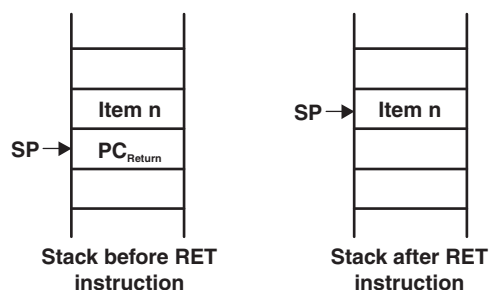 Item n
SP
PCReturn
Stack before RET
instruction
SP
Item n
Stack after RET
instruction